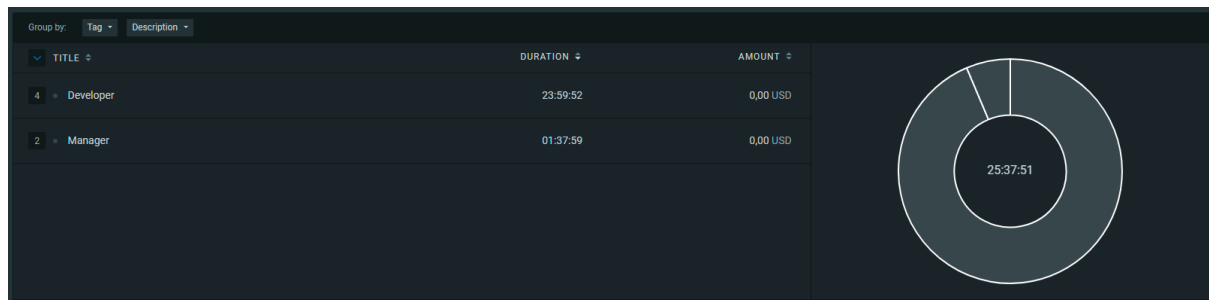 Group by: Tag Description
TITLE DURATION AMOUNT
4 Developer 23:59:52 0,00 USD
2 Manager 01:37:59 0,00 USD
25:37:51